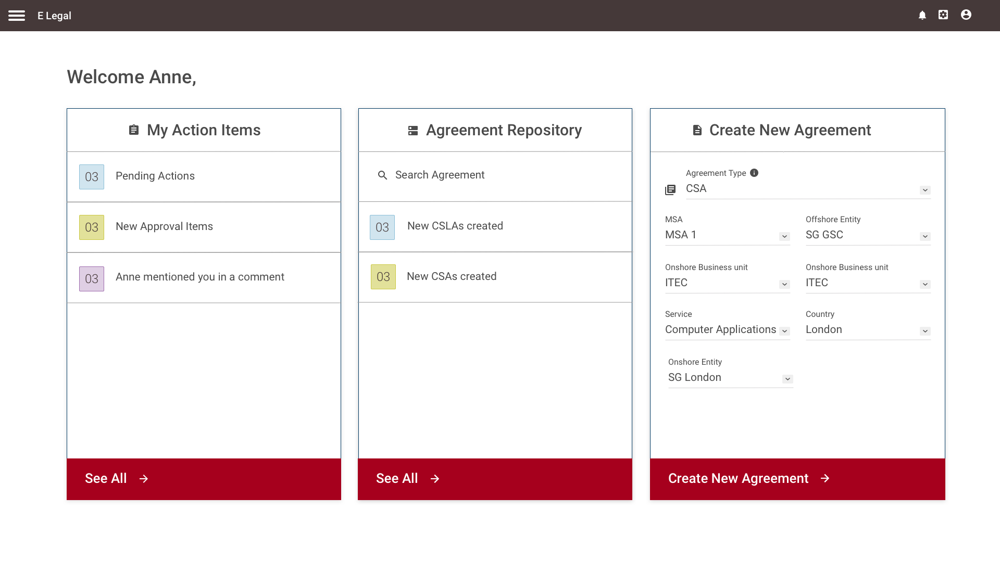 E Legal
Welcome Anne,
My Action Items
03 Pending Actions
03 New Approval Items
03 Anne mentioned you in a comment
See All
Agreement Repository
Search Agreement
03 New CSLAs created
03 New CSAs created
See All
Create New Agreement
Agreement Type
CSA
MSA
MSA 1
Offshore Entity
SG GSC
Onshore Business unit
ITEC
Onshore Business unit
ITEC
Service
Computer Applications
Country
London
Onshore Entity
SG London
Create New Agreement